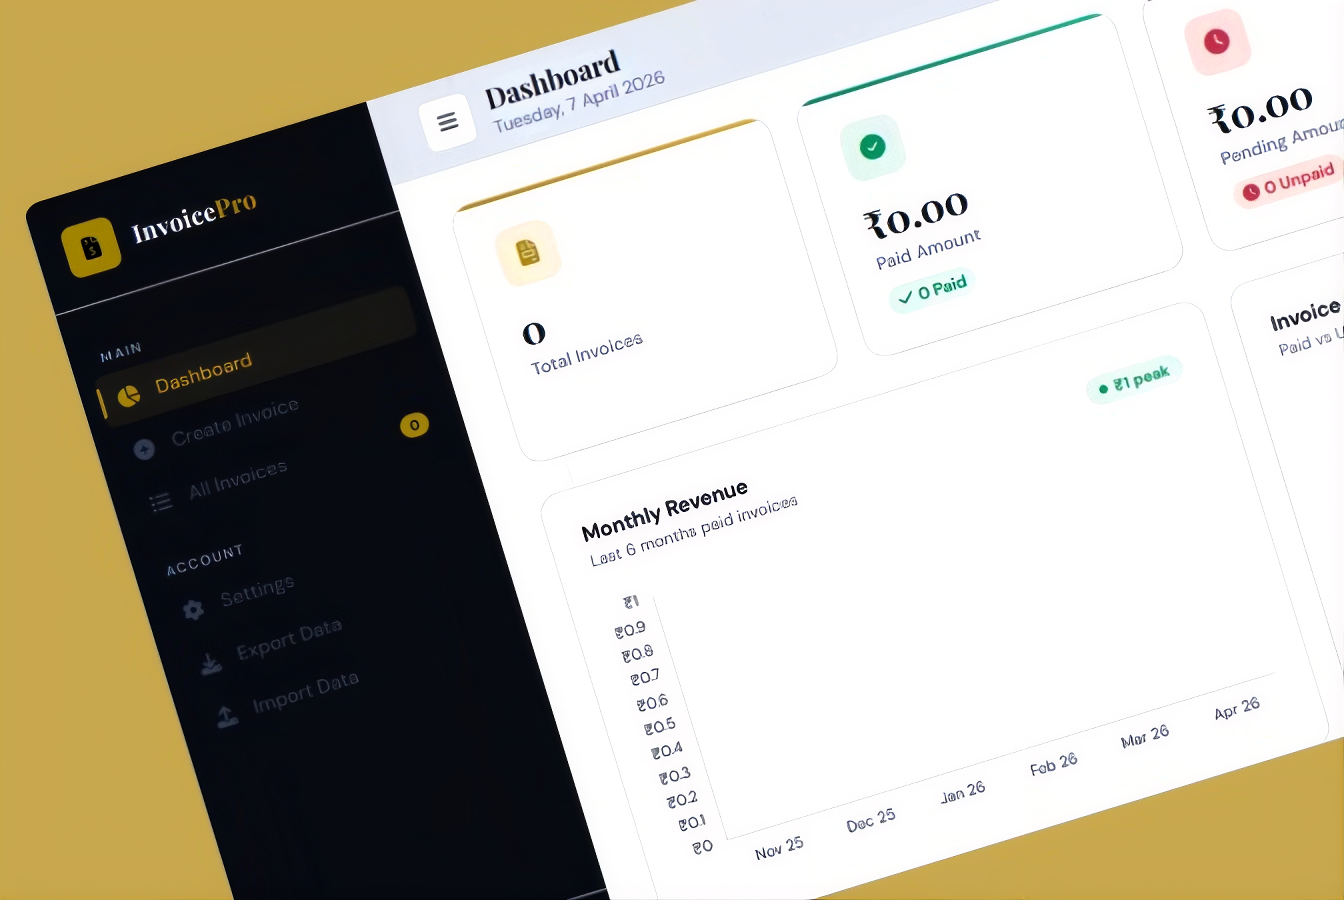 InvoicePro
MAIN
Dashboard
Create Invoice
All Invoices
0
ACCOUNT
Settings
Export Data
Import Data
Dashboard
Tuesday, 7 April 2026
0
Total Invoices
₹0.00
Paid Amount
0 Paid
₹0.00
Pending
0 Unpaid
Monthly Revenue
Last 6 months paid invoices
₹1 peak
₹1
₹0.9
₹0.8
₹0.7
₹0.6
₹0.5
₹0.4
₹0.3
₹0.2
₹0.1
₹0
Nov 25
Dec 25
Jan 26
Feb 26
Mar 26
Apr 26
Invoice
Paid vs